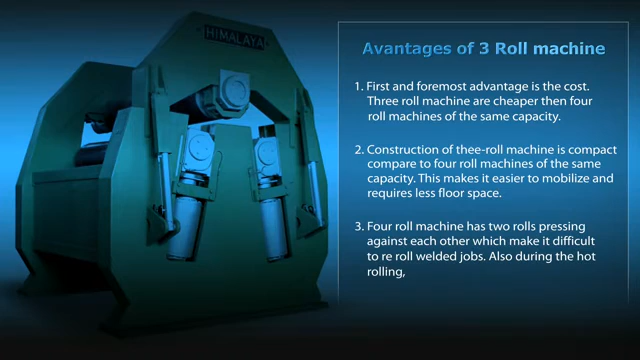 HIMALAYA
Avantages of 3 Roll machine
1. First and foremost advantage is the cost.
Three roll machine are cheaper then four
roll machines of the same capacity.
2. Construction of thee-roll machine is compact
compare to four roll machines of the same
capacity. This makes it easier to mobilize and
requires less floor space.
3. Four roll machine has two rolls pressing
against each other which make it difficult
to re roll welded jobs. Also during the hot
rolling,